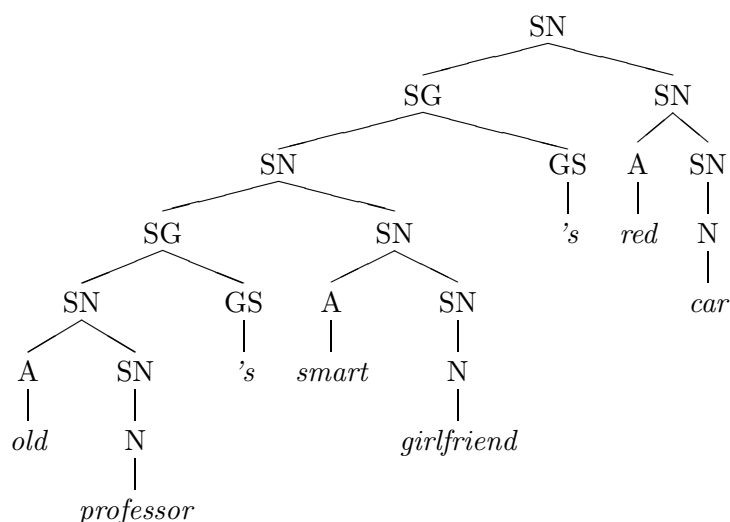 SN
SG SN
SN GS A SN
SG SN 's red N
SN GS A SN car
A SN 's smart N
old N girlfriend
professor